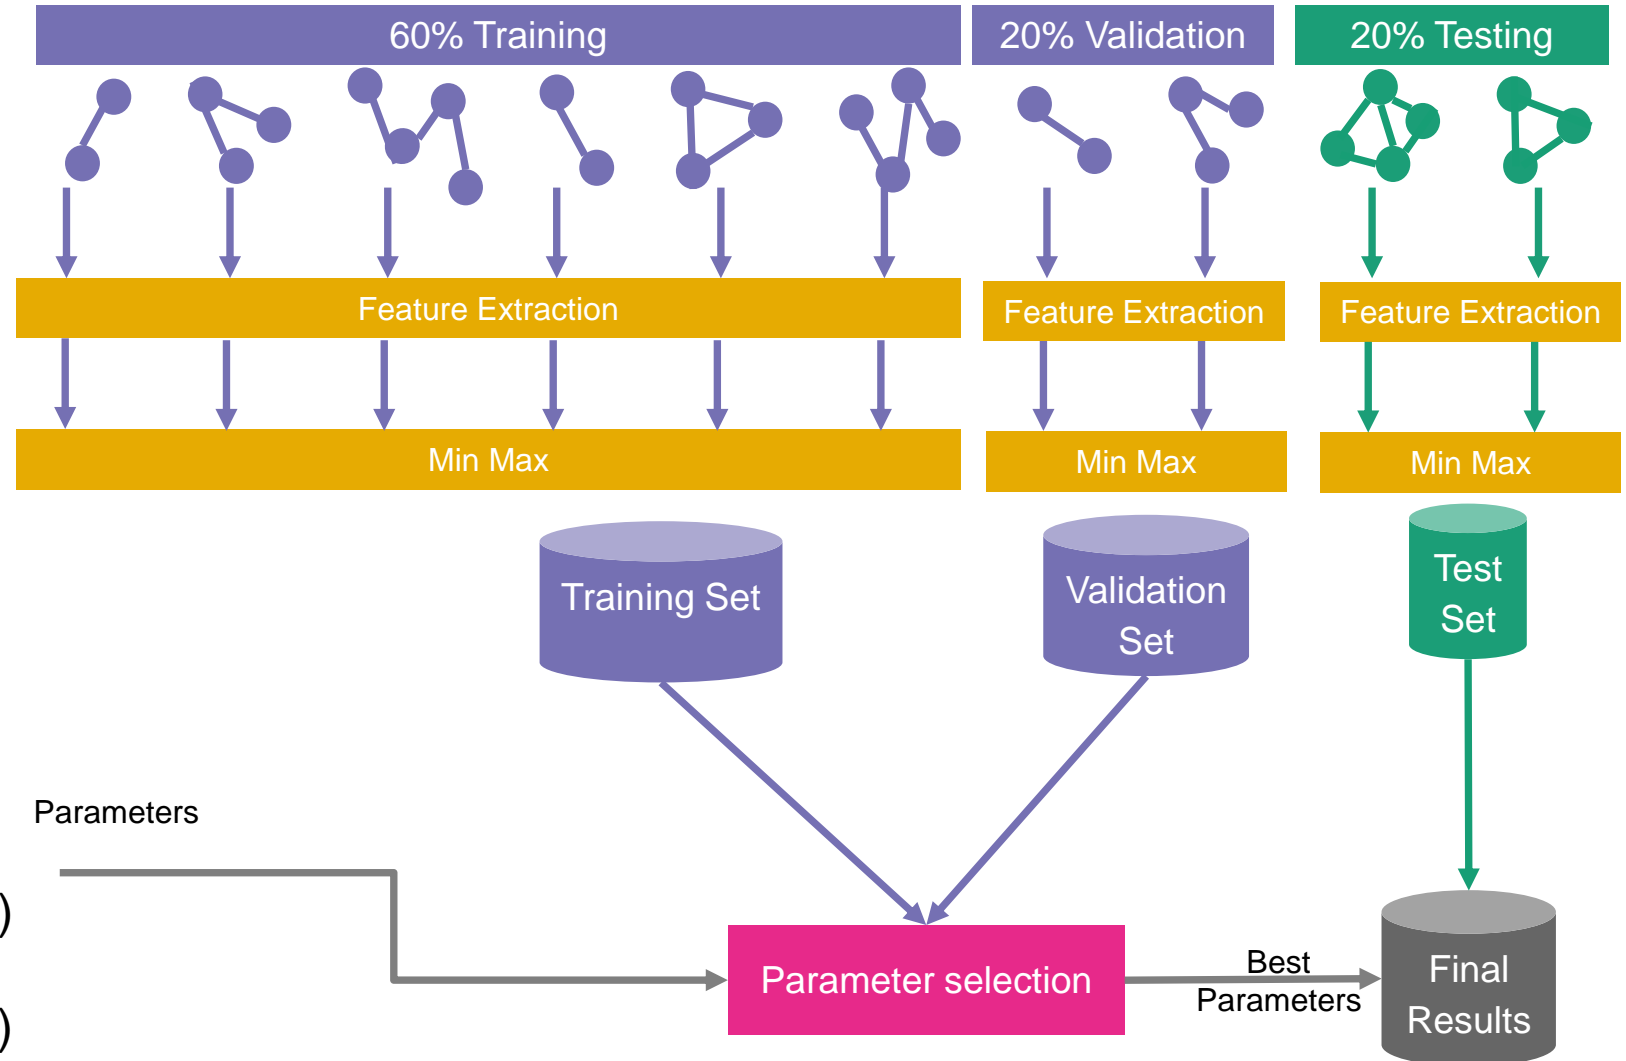 60% Training
20% Validation
20% Testing
Feature Extraction
Feature Extraction
Feature Extraction
Min Max
Min Max
Min Max
Training Set
Validation
Set
Test
Set
Parameters
)
)
Parameter selection
Best
Parameters
Final
Results